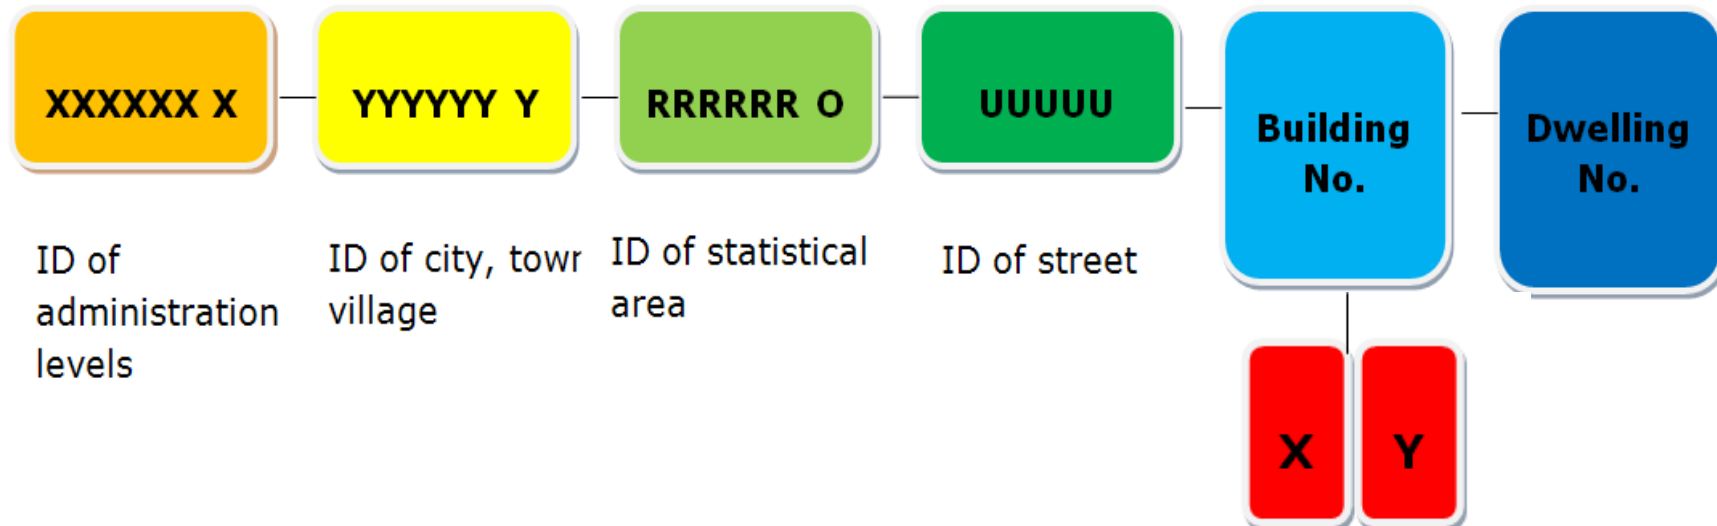 XXXXXX X
YYYYYY Y
RRRRRR O
UUUUU
Building
No.
Dwelling
No.
ID of
administration
levels
ID of city, towr
village
ID of statistical
area
ID of street
X
Y